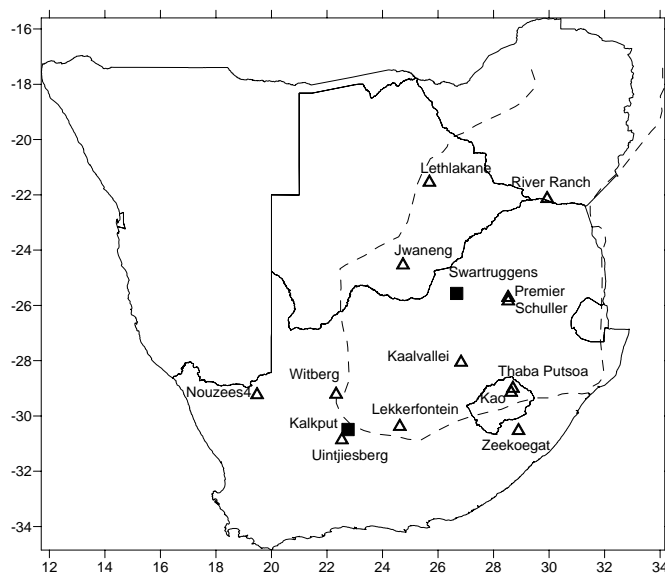 -16
-18
-20
-22
-24
-26
-28
-30
-32
-34
Lethlakane
River Ranch
Jwaneng
Swartruggens
Premier
Schuller
Kaalvallei
Thaba Putsoa
Witberg
Nouzees4
Kao
Lekkerfontein
Kalkput
Zeekoegat
Uintjiesberg
12 14 16 18 20 22 24 26 28 30 32 34